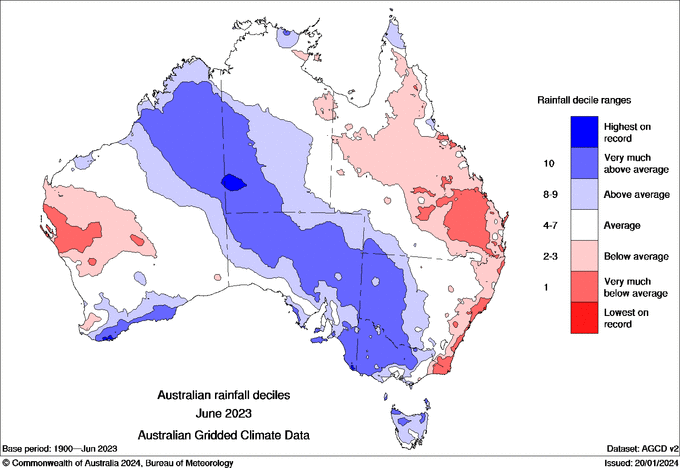 Rainfall decile ranges
Highest on
record
10
Very much
above average
8-9
Above average
4-7
Average
2-3
Below average
1
Very much
below average
Lowest on
record
Australian rainfall deciles
June 2023
Australian Gridded Climate Data
Base period: 1900—Jun 2023
Dataset: AGCD v2
© Commonwealth of Australia 2024, Bureau of Meteorology
Issued: 20/01/2024